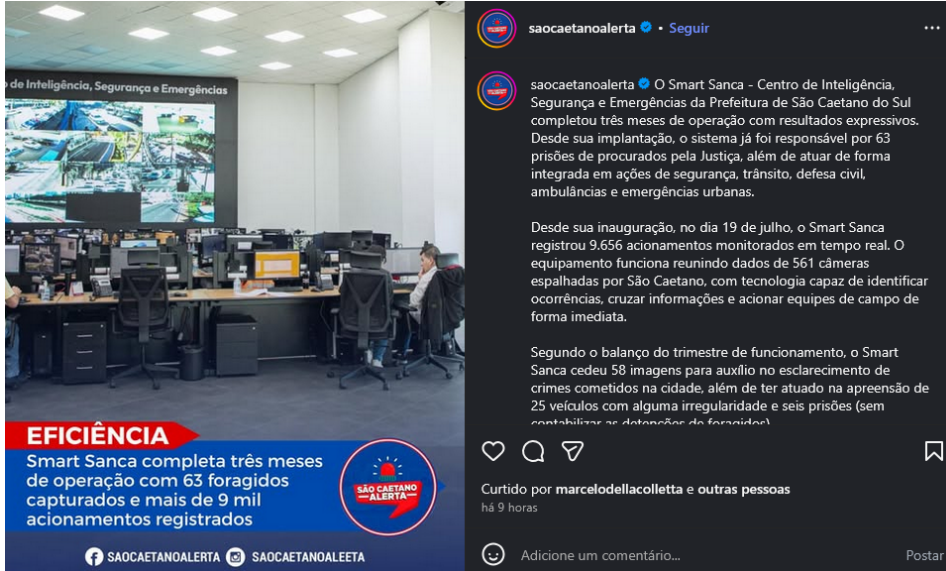 o de Inteligência, Segurança e Emergências
EFICIÊNCIA
Smart Sanca completa três meses
de operação com 63 foragidos
capturados e mais de 9 mil
acionamentos registrados
SÃO CAETANO
ALERTA
SAOCAETANOALERTA SAOCAETANOALEETA
saocaetanoalerta • Seguir
saocaetanoalerta O Smart Sanca - Centro de Inteligência,
Segurança e Emergências da Prefeitura de São Caetano do Sul
completou três meses de operação com resultados expressivos.
Desde sua implantação, o sistema já foi responsável por 63
prisões de procurados pela Justiça, além de atuar de forma
integrada em ações de segurança, trânsito, defesa civil,
ambulâncias e emergências urbanas.
Desde sua inauguração, no dia 19 de julho, o Smart Sanca
registrou 9.656 acionamentos monitorados em tempo real. O
equipamento funciona reunindo dados de 561 câmeras
espalhadas por São Caetano, com tecnologia capaz de identificar
ocorrências, cruzar informações e acionar equipes de campo de
forma imediata.
Segundo o balanço do trimestre de funcionamento, o Smart
Sanca cedeu 58 imagens para auxílio no esclarecimento de
crimes cometidos na cidade, além de ter atuado na apreensão de
25 veículos com alguma irregularidade e seis prisões (sem
contabilizar as detenções de foragidos)
Curtido por marcelodellacolletta e outras pessoas
há 9 horas
Adicione um comentário...
Postar